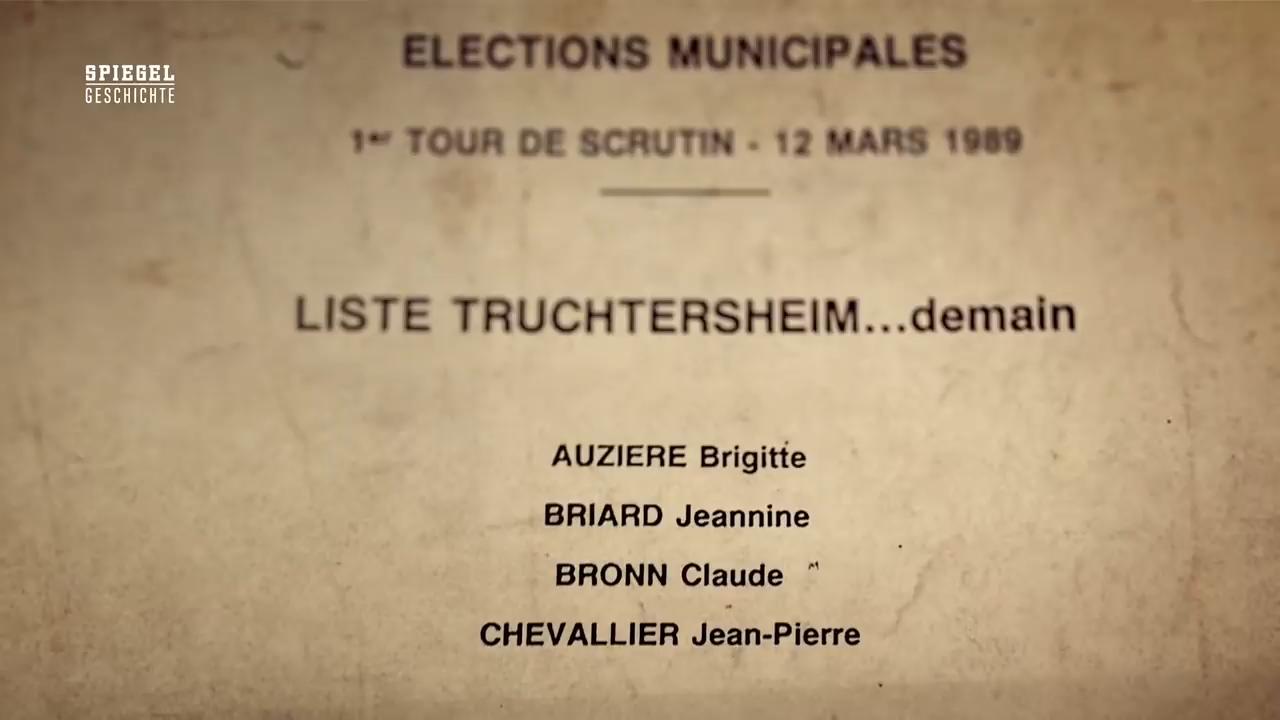 SPIEGEL
GESCHICHTE
ELECTIONS MUNICIPALES
1er TOUR DE SCRUTIN - 12 MARS 1989
LISTE TRUCHTERSHEIM...demain
AUZIERE Brigitte
BRIARD Jeannine
BRONN Claude
CHEVALLIER Jean-Pierre